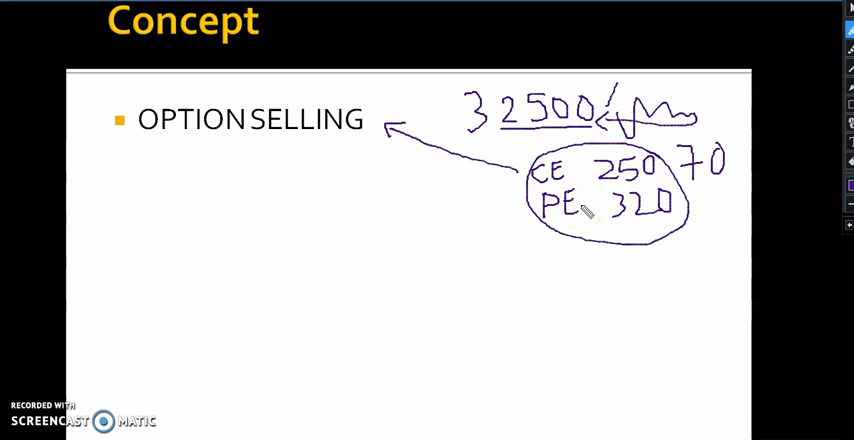 Concept
OPTION SELLING
32500
CE 250 70
PE 320
RECORDED WITH
SCREENCAST MATIC